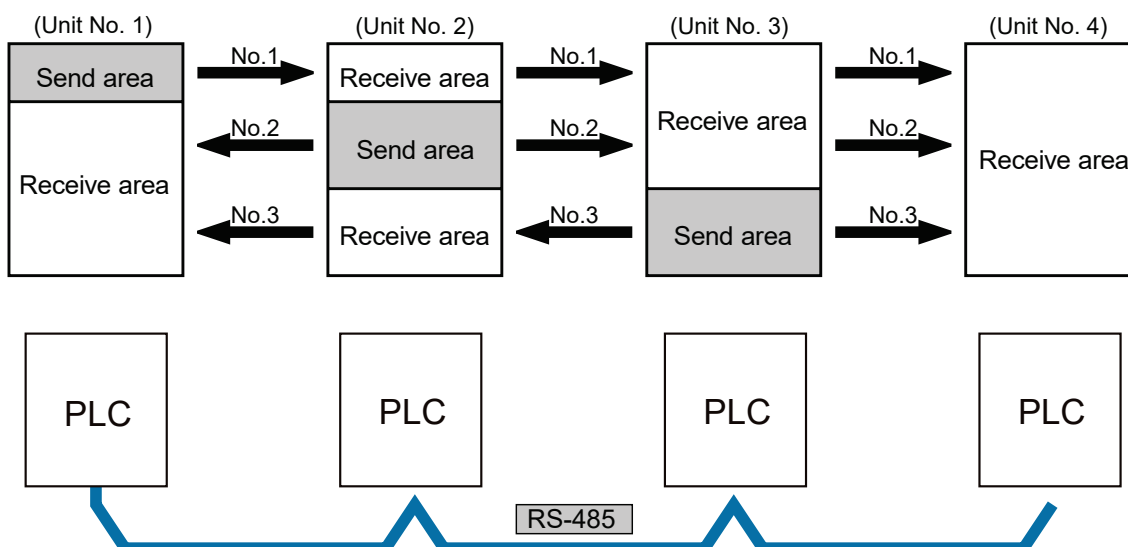 (Unit No. 1) (Unit No. 2) (Unit No. 3) (Unit No. 4)
Send area No.1 Receive area No.1 No.1
Receive area
No.2 Send area No.2 No.2
Receive area Receive area
No.3 Receive area No.3 Send area No.3
PLC PLC PLC PLC
RS-485